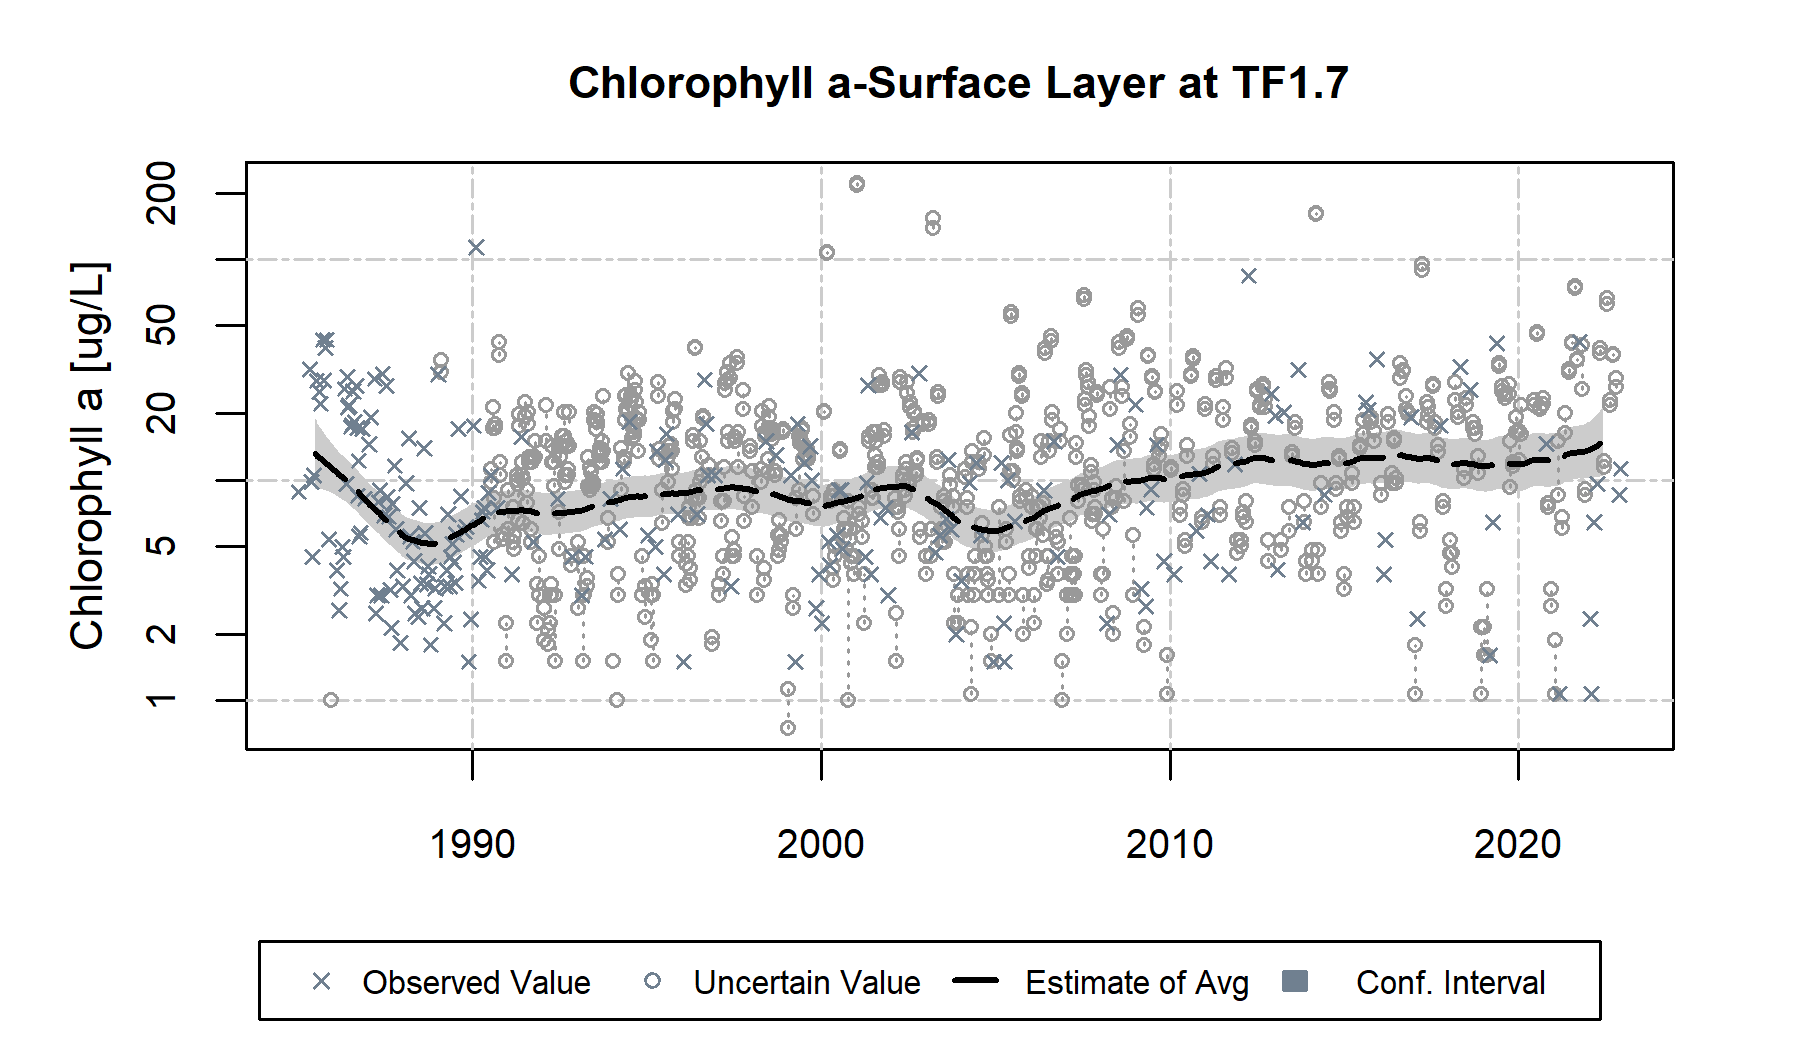 Chlorophyll a-Surface Layer at TF1.7
Chlorophyll a [ug/L]
200
50
20
5
2
1
1990 2000 2010 2020
Observed Value Uncertain Value Estimate of Avg Conf. Interval